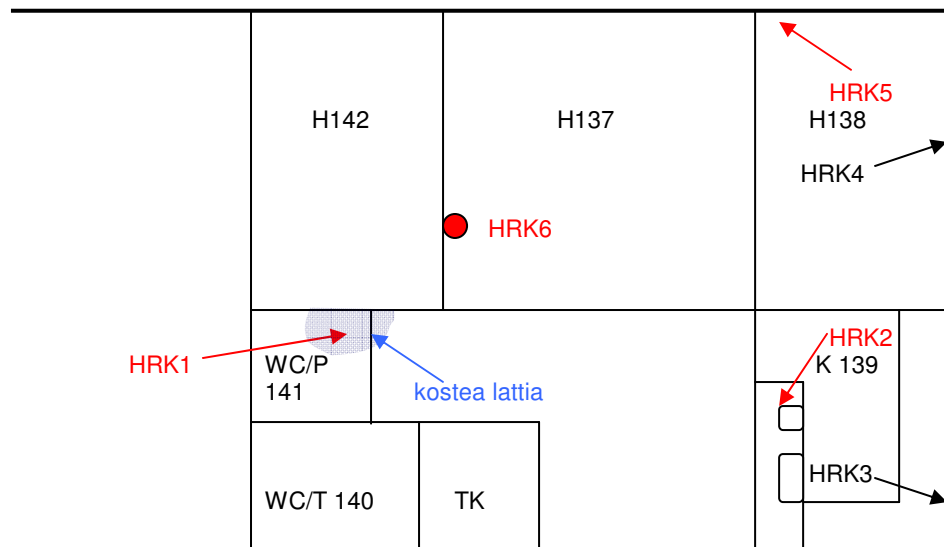 HRK5
H142
H137
H138
HRK4
HRK6
HRK1
WC/P
141
kostea lattia
HRK2
K 139
HRK3
WC/T 140
TK